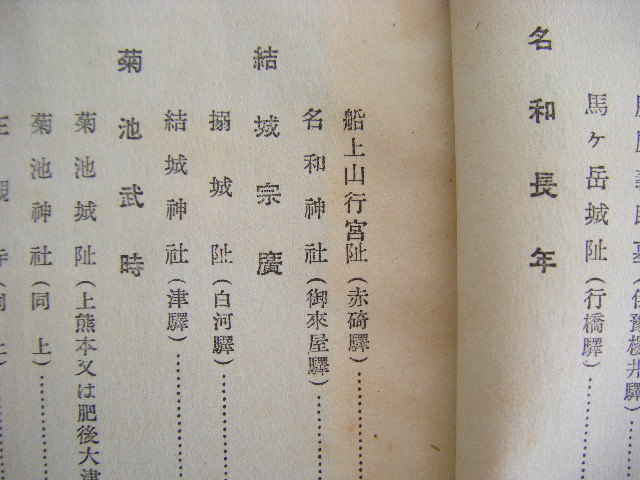 馬ヶ岳城址(行橋驛)………
名和長年
船上山行宮阯(赤碕驛)………
名和神社(御來屋驛)………
結城宗廣
搦城阯(白河驛)………
結城神社(津驛)………
菊池武時
菊池城阯(上熊本又は肥後大津
菊池神社(同上)………